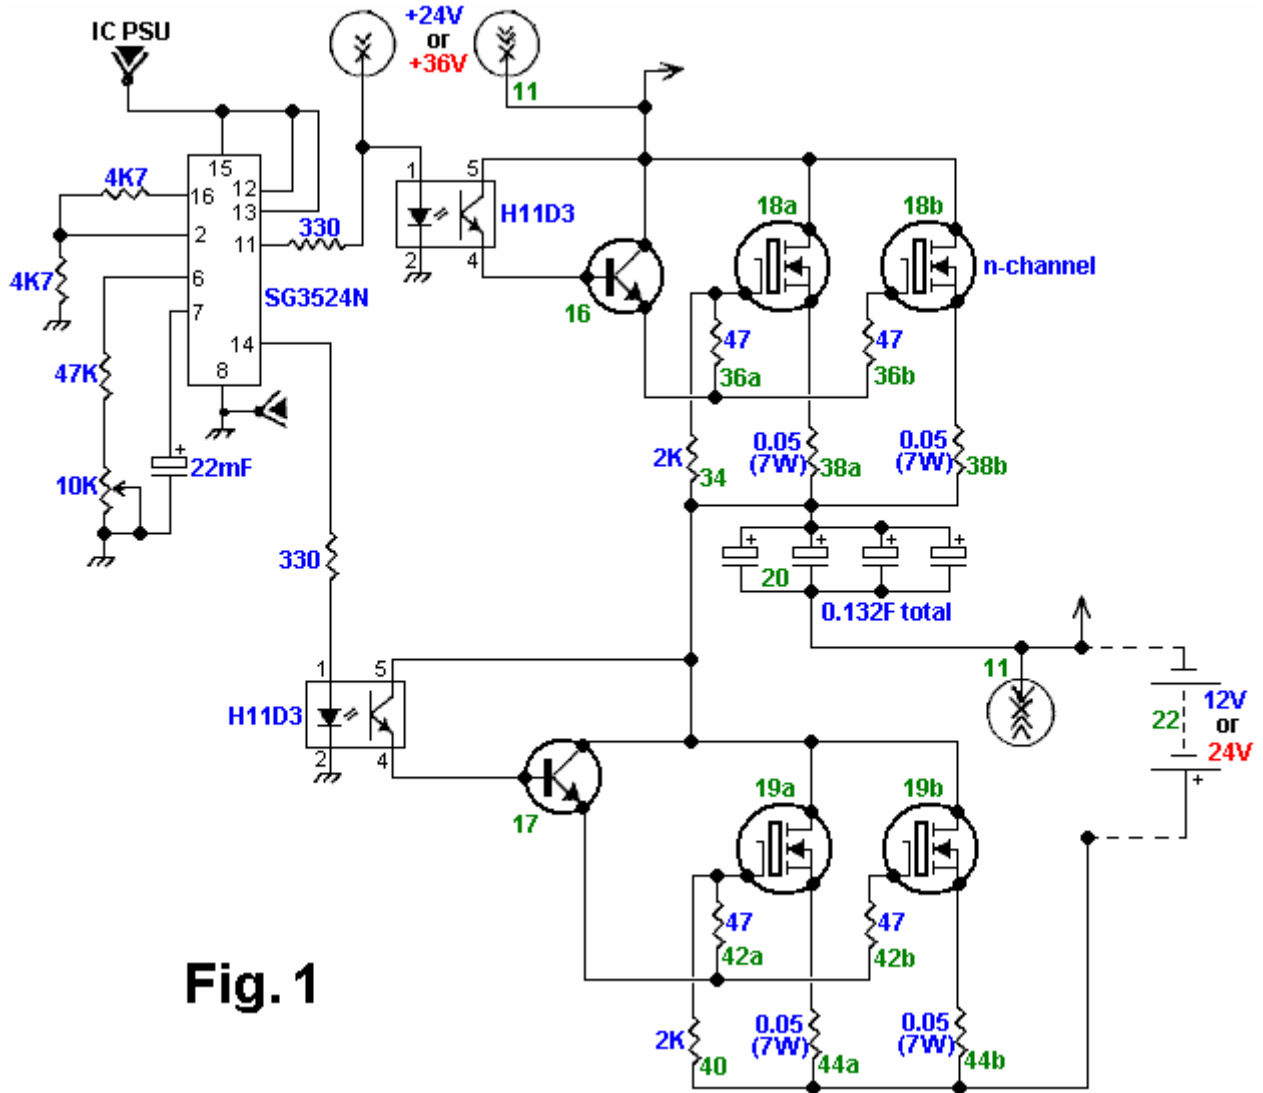 IC PSU
+24V
or
+36V
11
15
16
12
13
2
11
6
7
14
8
4K7
4K7
330
SG3524N
47K
10K
22mF
330
1
5
2
4
H11D3
16
18a
18b
n-channel
47
36a
47
36b
2K
34
0.05
(7W)
38a
0.05
(7W)
38b
20
0.132F total
11
12V
or
24V
22
1
5
2
4
H11D3
17
19a
19b
47
42a
47
42b
2K
40
0.05
(7W)
44a
0.05
(7W)
44b
+
+
+
+
+
+
Fig. 1